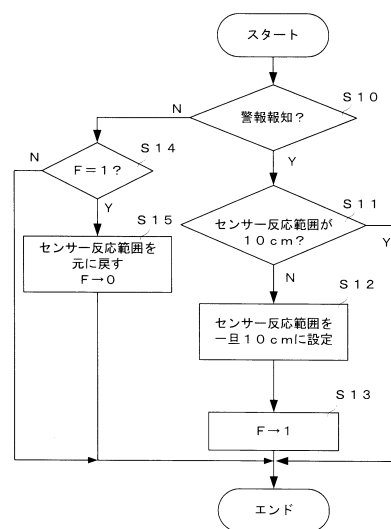 スタート
S10
警報報知？
N
Y
S14
F＝1？
N
Y
S11
センサー反応範囲が
10cm？
Y
N
S15
センサー反応範囲を
元に戻す
F→0
S12
センサー反応範囲を
一旦10cmに設定
S13
F→1
エンド